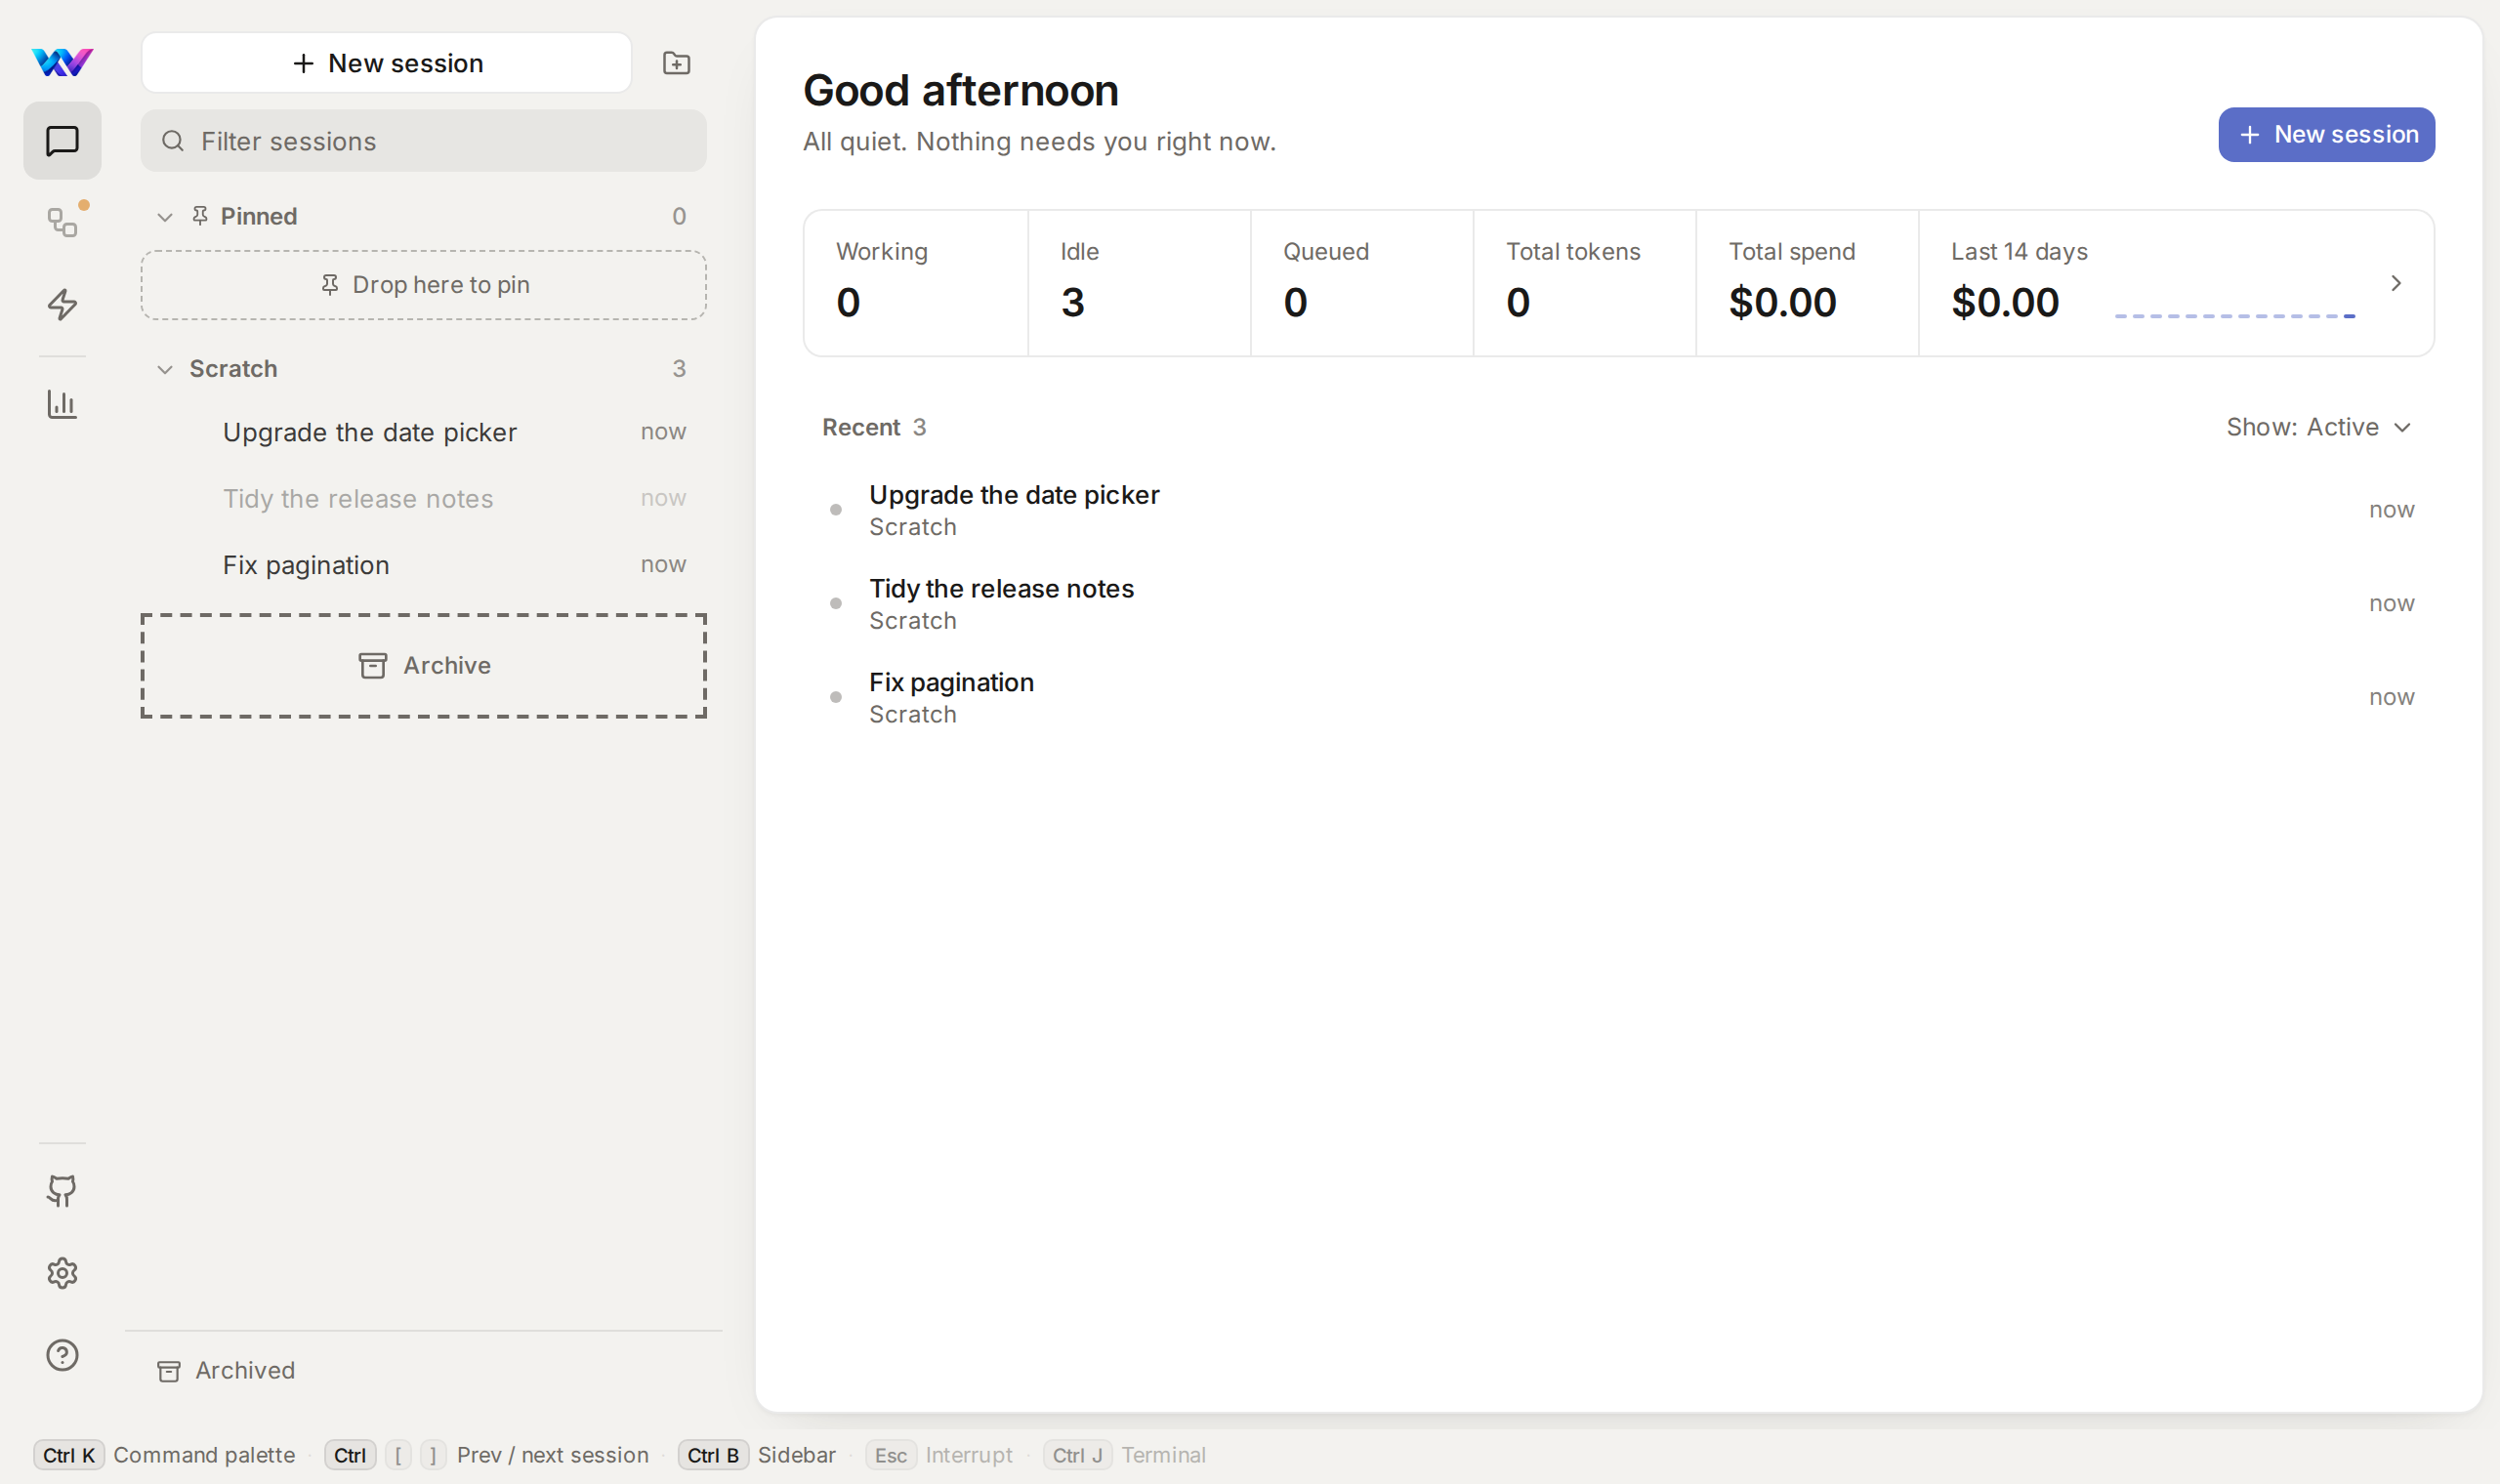 New session
Filter sessions
Pinned 0
Drop here to pin
Scratch 3
Upgrade the date picker now
Tidy the release notes now
Fix pagination now
Archive
Archived
Good afternoon
All quiet. Nothing needs you right now.
New session
Working Idle Queued Total tokens Total spend Last 14 days
0 3 0 0 $0.00 $0.00
Recent 3 Show: Active
Upgrade the date picker now
Scratch
Tidy the release notes now
Scratch
Fix pagination now
Scratch
Ctrl K Command palette · Ctrl [ ] Prev / next session · Ctrl B Sidebar · Esc Interrupt · Ctrl J Terminal